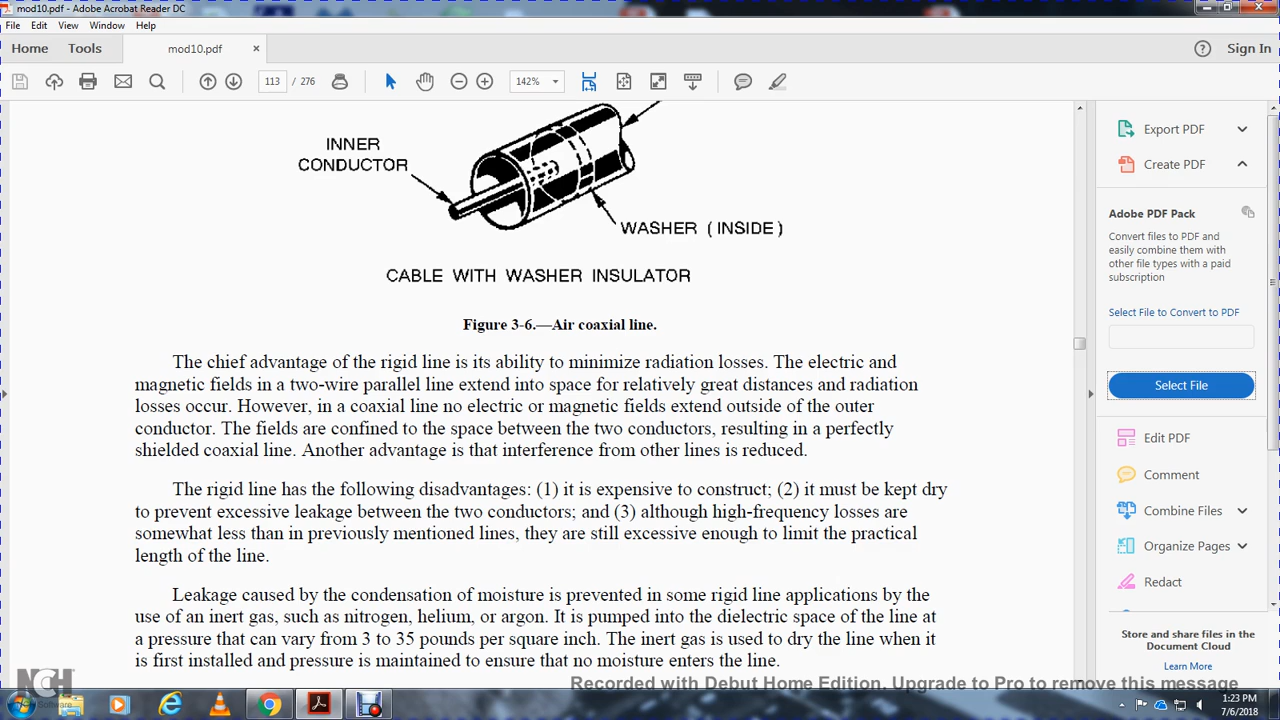 mod10.pdf - Adobe Acrobat Reader DC
File Edit View Window Help
Home Tools mod10.pdf × Sign In
113 / 276 142%
INNER
CONDUCTOR
WASHER (INSIDE)
CABLE WITH WASHER INSULATOR
Figure 3-6.—Air coaxial line.
The chief advantage of the rigid line is its ability to minimize radiation losses. The electric and
magnetic fields in a two-wire parallel line extend into space for relatively great distances and radiation
losses occur. However, in a coaxial line no electric or magnetic fields extend outside of the outer
conductor. The fields are confined to the space between the two conductors, resulting in a perfectly
shielded coaxial line. Another advantage is that interference from other lines is reduced.
The rigid line has the following disadvantages: (1) it is expensive to construct; (2) it must be kept dry
to prevent excessive leakage between the two conductors; and (3) although high-frequency losses are
somewhat less than in previously mentioned lines, they are still excessive enough to limit the practical
length of the line.
Leakage caused by the condensation of moisture is prevented in some rigid line applications by the
use of an inert gas, such as nitrogen, helium, or argon. It is pumped into the dielectric space of the line at
a pressure that can vary from 3 to 35 pounds per square inch. The inert gas is used to dry the line when it
is first installed and pressure is maintained to ensure that no moisture enters the line.
Export PDF
Create PDF
Adobe PDF Pack
Convert files to PDF and
easily combine them with
other file types with a paid
subscription
Select File to Convert to PDF
Select File
Edit PDF
Comment
Combine Files
Organize Pages
Redact
Store and share files in the
Document Cloud
Learn More
NCH
Software
Recorded with Debut Home Edition. Upgrade to Pro to remove this message
1:23 PM
7/6/2018